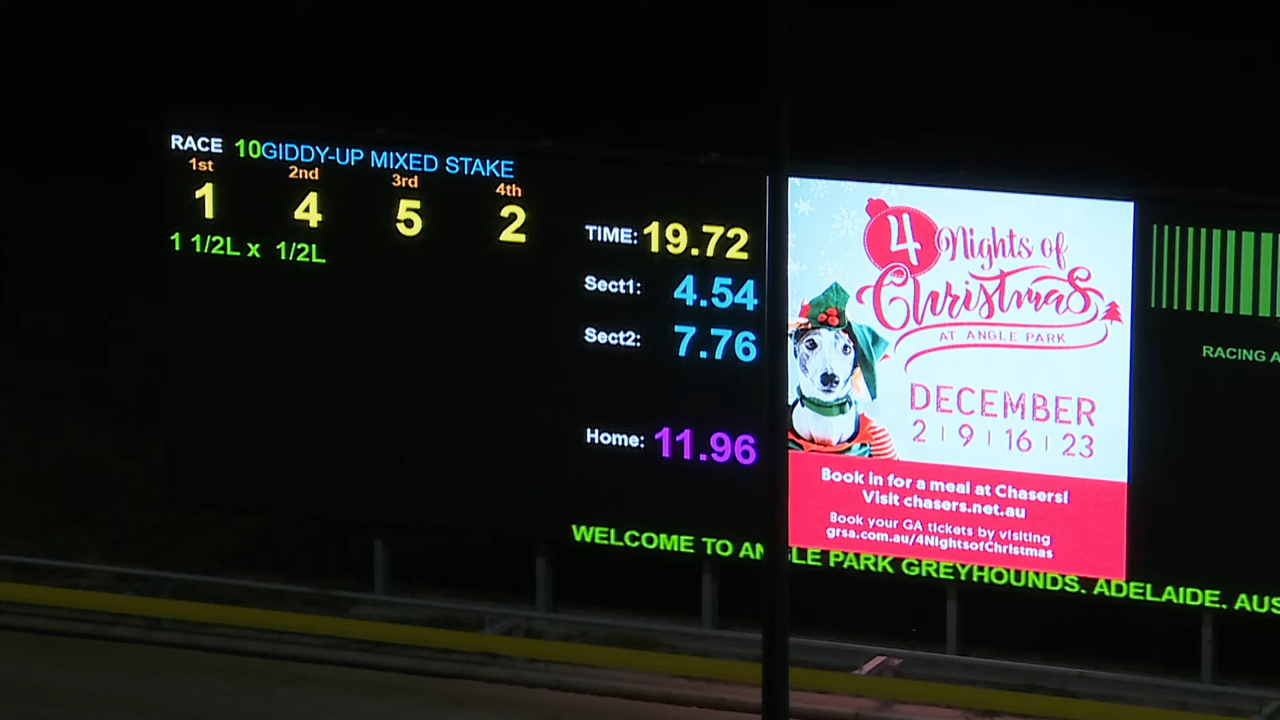 RACE 10 GIDDY-UP MIXED STAKE
1st 2nd 3rd 4th
1 4 5 2
1 1/2L x 1/2L
TIME: 19.72
Sect1: 4.54
Sect2: 7.76
Home: 11.96
4 Nights of
Christmas
AT ANGLE PARK
DECEMBER
2 | 9 | 16 | 23
Book in for a meal at Chasers!
Visit chasers.net.au
Book your GA tickets by visiting
grsa.com.au/4NightsofChristmas
RACING A
WELCOME TO ANGLE PARK GREYHOUNDS. ADELAIDE. AUS